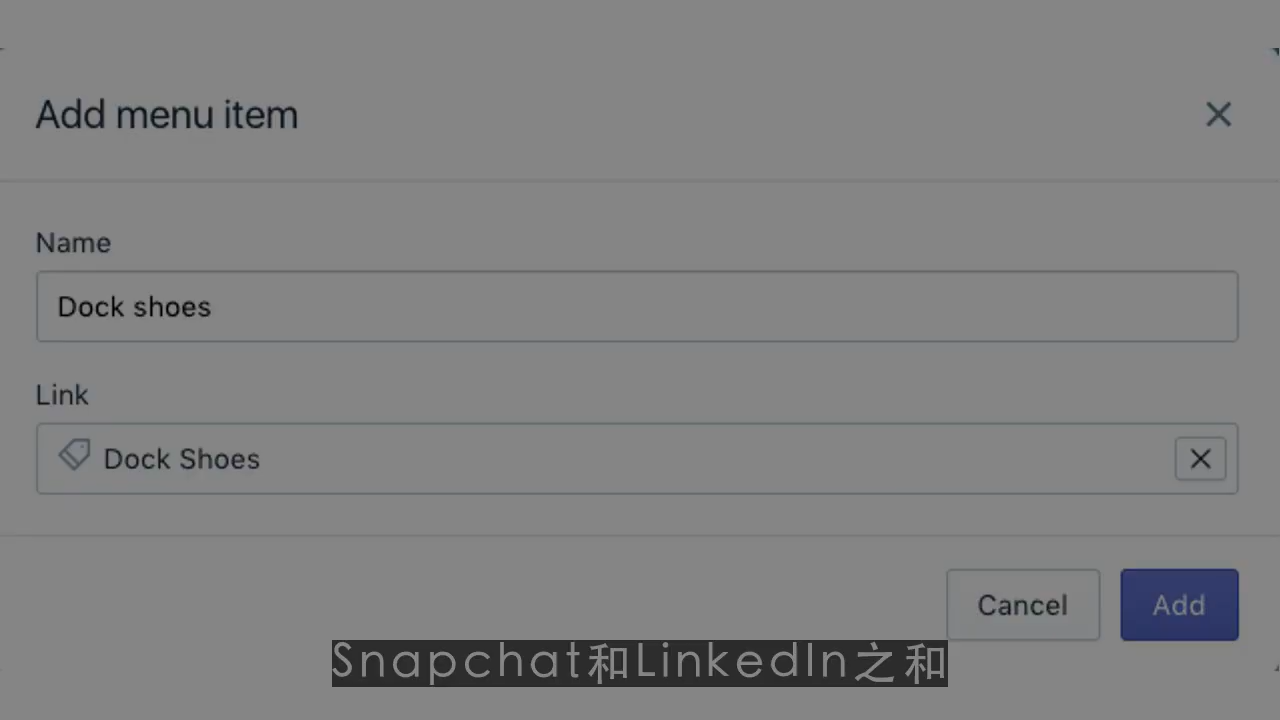 Add menu item
Name
Dock shoes
Link
Dock Shoes
Cancel
Add
Snapchat和LinkedIn之和